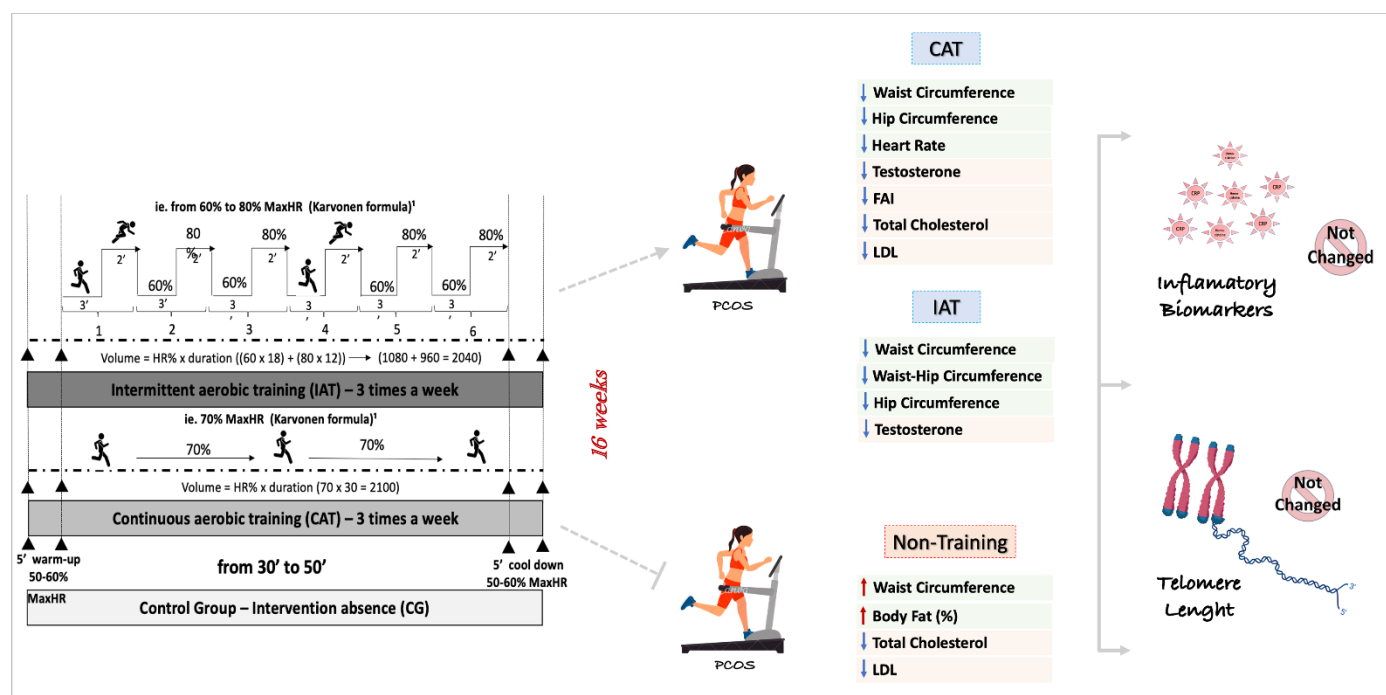 ie. from 60% to 80% MaxHR (Karvonen formula)¹
80
%
80%
80%
80%
80%
2’
2’
2’
2’
2’
2’
60%
60%
60%
60%
3’
3’
3
’
3
’
3
’
3
’
1
2
3
4
5
6
Volume = HR% x duration ((60 x 18) + (80 x 12)) (1080 + 960 = 2040)
Intermittent aerobic training (IAT) – 3 times a week
ie. 70% MaxHR (Karvonen formula)¹
70%
70%
Volume = HR% x duration (70 x 30 = 2100)
Continuous aerobic training (CAT) – 3 times a week
5’ warm-up
50-60%
MaxHR
from 30’ to 50’
5’ cool down
50-60% MaxHR
Control Group – Intervention absence (CG)
16 weeks
PCOS
PCOS
CAT
Waist Circumference
Hip Circumference
Heart Rate
Testosterone
FAI
Total Cholesterol
LDL
IAT
Waist Circumference
Waist-Hip Circumference
Hip Circumference
Testosterone
Non-Training
Waist Circumference
Body Fat (%)
Total Cholesterol
LDL
CRP
CRP
CRP
CRP
Inflamatory
Biomarkers
Not
Changed
Not
Changed
Telomere
Lenght
3’
5’